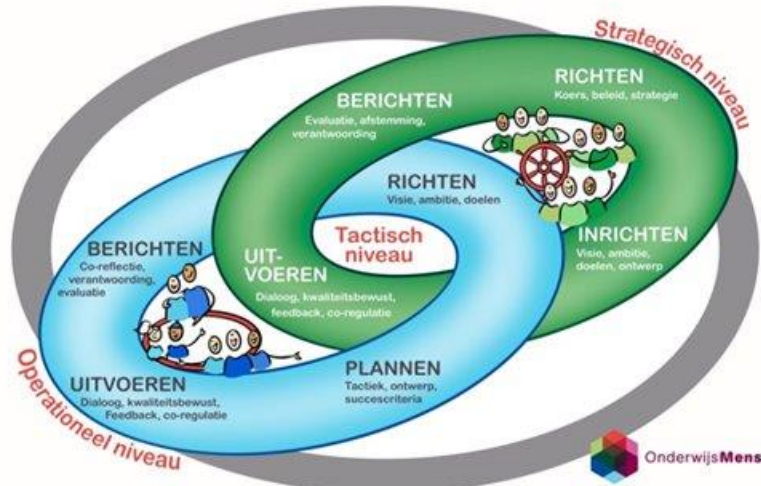 Strategisch niveau
RICHTEN
Koers, beleid, strategie
BERICHTEN
Evaluatie, afstemming,
verantwoording
RICHTEN
Visie, ambitie, doelen
Tactisch
niveau
INRICHTEN
Visie, ambitie,
doelen, ontwerp
BERICHTEN
Co-reflectie,
verantwoording,
evaluatie
UIT-
VOEREN
Dialoog, kwaliteitsbewust,
feedback, co-regulatie
PLANNEN
Tactiek, ontwerp,
succescriteria
UITVOEREN
Dialoog, kwaliteitsbewust,
Feedback, co-regulatie
Operationeel niveau
OnderwijsMens